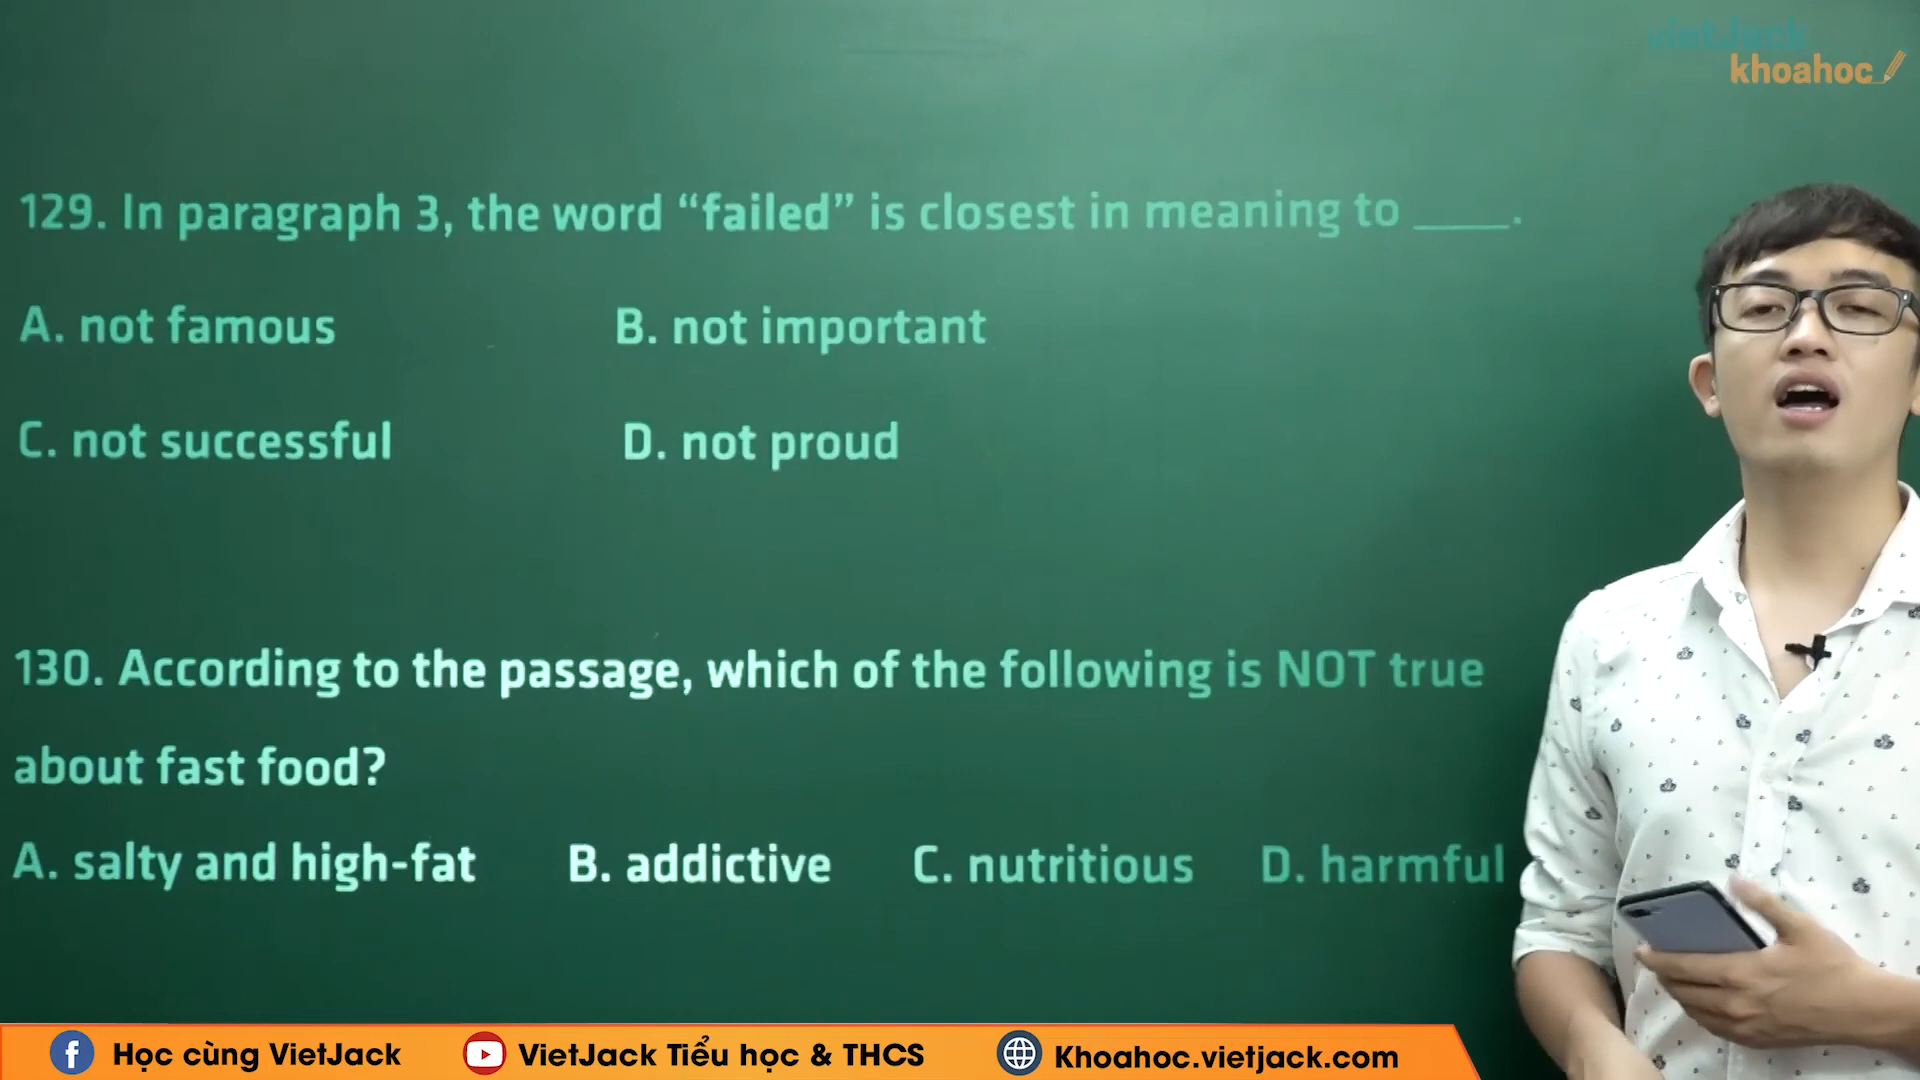 vietJack
khoahoc
129. In paragraph 3, the word “failed” is closest in meaning to ____.
A. not famous B. not important
C. not successful D. not proud
130. According to the passage, which of the following is NOT true
about fast food?
A. salty and high-fat B. addictive C. nutritious D. harmful
Học cùng VietJack VietJack Tiểu học & THCS Khoahoc.vietjack.com